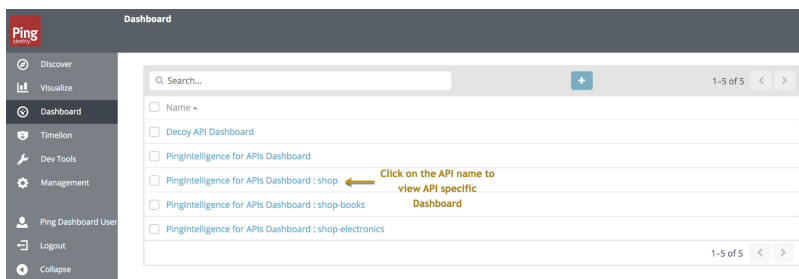 Dashboard
Ping
Identity
Discover
Visualize
Dashboard
Timelion
Dev Tools
Management
Ping Dashboard User
Logout
Collapse
Search...
1–5 of 5
Name
Decoy API Dashboard
PingIntelligence for APIs Dashboard
PingIntelligence for APIs Dashboard : shop
Click on the API name to
view API specific
Dashboard
PingIntelligence for APIs Dashboard : shop-books
PingIntelligence for APIs Dashboard : shop-electronics
1–5 of 5